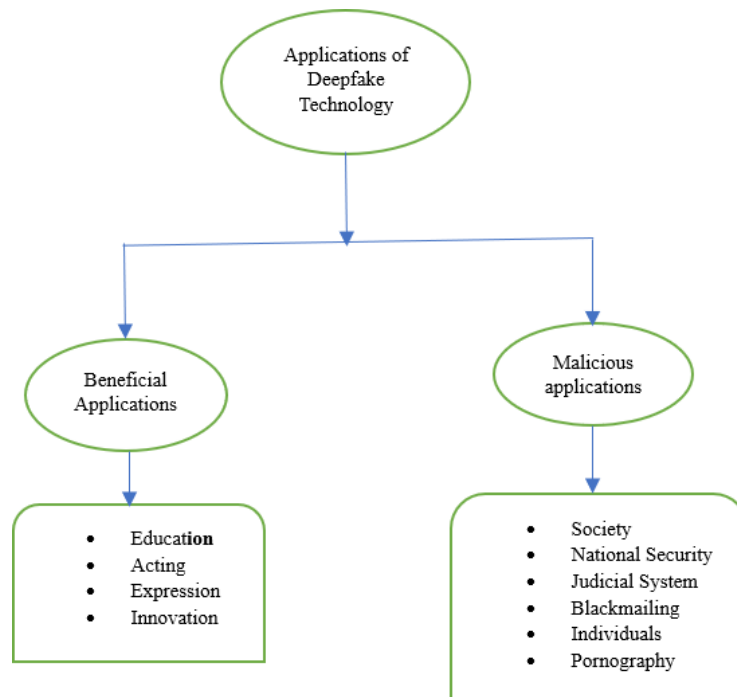 Applications of
Deepfake
Technology
Beneficial
Applications
Malicious
applications
• Education
• Acting
• Expression
• Innovation
• Society
• National Security
• Judicial System
• Blackmailing
• Individuals
• Pornography